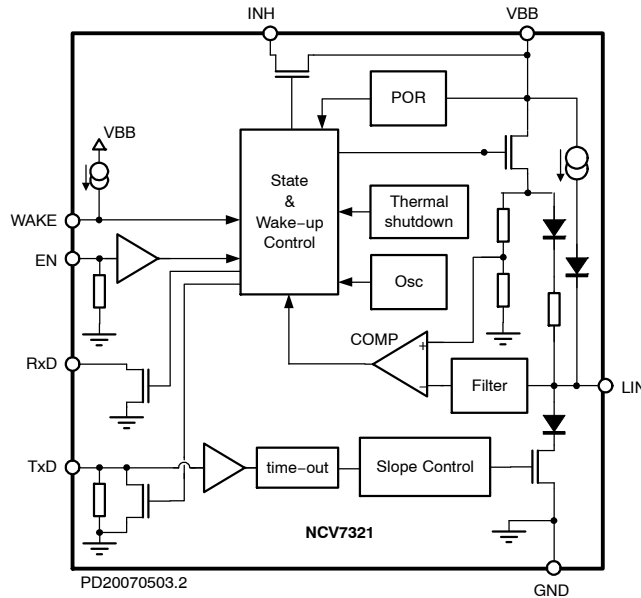 INH
VBB
POR
VBB
State
&
Wake-up
Control
WAKE
Thermal
shutdown
EN
Osc
COMP
+
−
RxD
Filter
LIN
TxD
time-out
Slope Control
NCV7321
PD20070503.2
GND